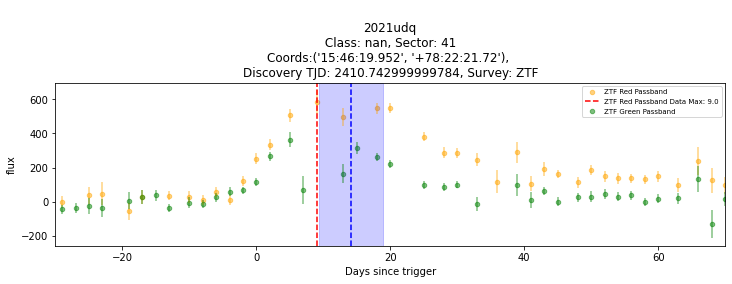 2021udq
Class: nan, Sector: 41
Coords:('15:46:19.952', '+78:22:21.72'),
Discovery TJD: 2410.742999999784, Survey: ZTF
ZTF Red Passband
ZTF Red Passband Data Max: 9.0
ZTF Green Passband
600
400
200
0
−200
flux
−20
0
20
40
60
Days since trigger